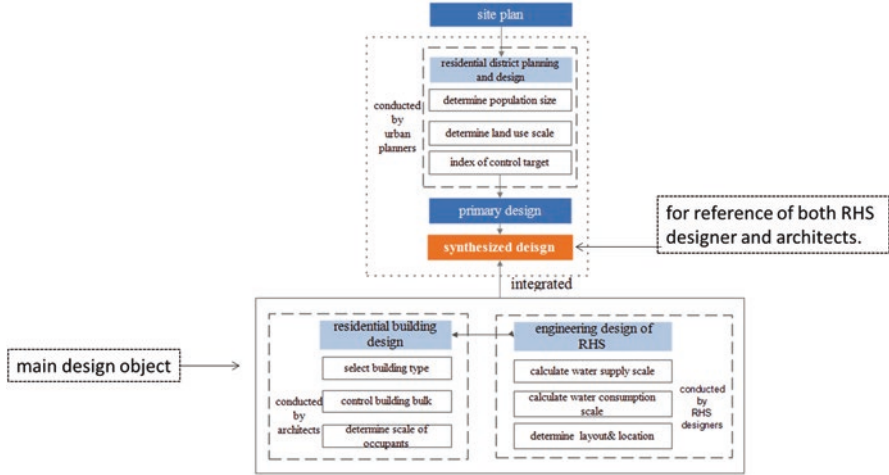 site plan
residential district planning
and design
determine population size
determine land use scale
index of control target
conducted
by
urban
planners
primary design
synthesized deisgn
for reference of both RHS
designer and architects.
integrated
main design object
residential building
design
select building type
control building bulk
determine scale of
occupants
conducted
by
architects
engineering design of
RHS
calculate water supply scale
calculate water consumption
scale
determine layout& location
conducted
by
RHS
designers